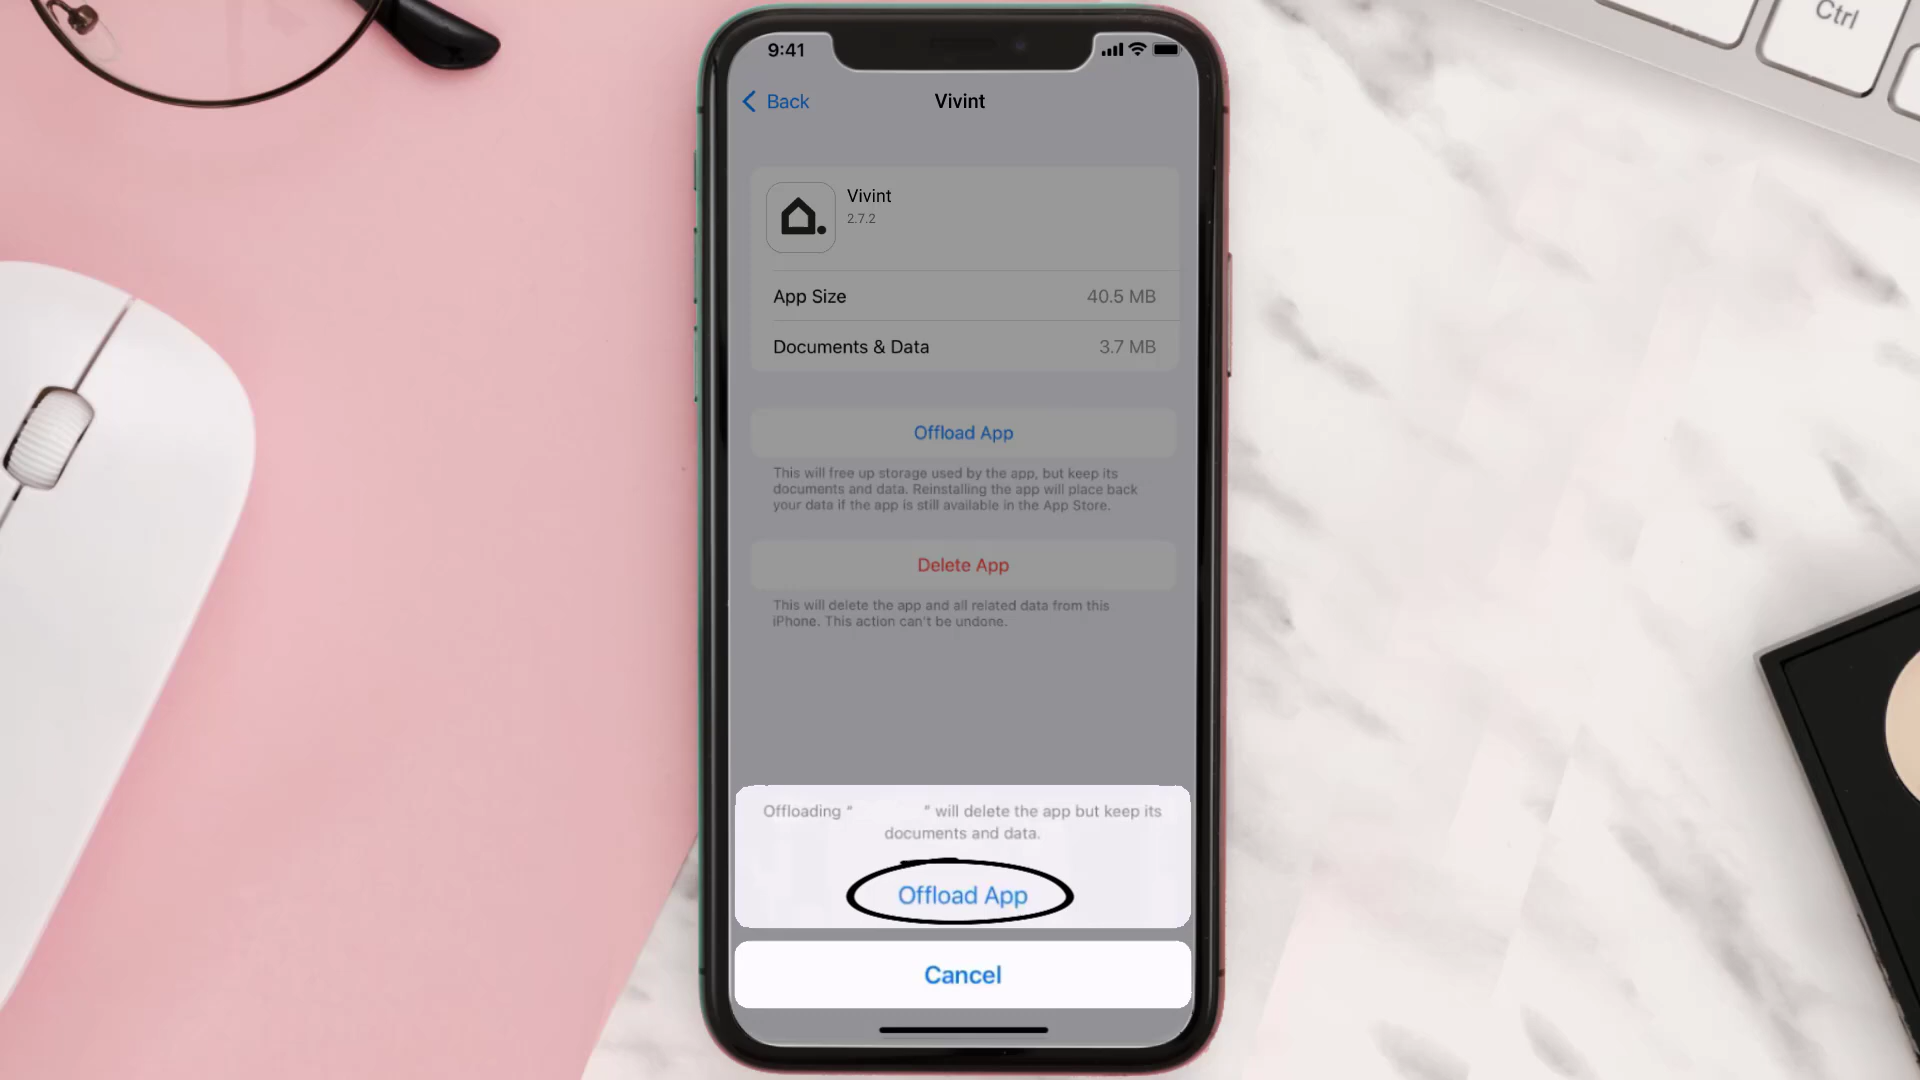 Ctrl
9:41
Back
Vivint
Vivint
2.7.2
App Size 40.5 MB
Documents & Data 3.7 MB
Offload App
This will free up storage used by the app, but keep its
documents and data. Reinstalling the app will place back
your data if the app is still available in the App Store.
Delete App
This will delete the app and all related data from this
iPhone. This action can't be undone.
Offloading “ ” will delete the app but keep its
documents and data.
Offload App
Cancel